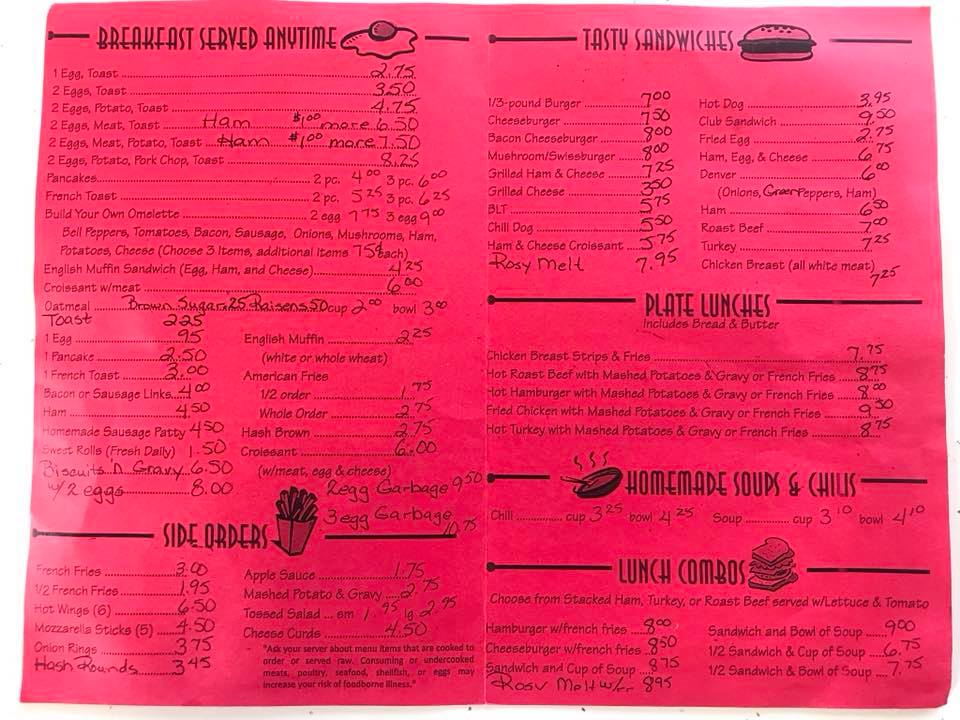 BREAKFAST SERVED ANYTIME
1 Egg, Toast 2.75
2 Eggs, Toast 3.50
2 Eggs, Potato, Toast 4.75
2 Eggs, Meat, Toast Ham $1.00 more 6.50
2 Eggs, Meat, Potato, Toast Ham $1.00 more 7.50
2 Eggs, Potato, Pork Chop, Toast 8.25
Pancakes 2 pc. 4.00 3 pc. 6.00
French Toast 2 pc. 5.25 3 pc. 6.25
Build Your Own Omelette 2 egg 7.75 3 egg 9.00
Bell Peppers, Tomatoes, Bacon, Sausage, Onions, Mushrooms, Ham,
Potatoes, Cheese (Choose 3 Items, additional items 75¢ each)
English Muffin Sandwich (Egg, Ham, and Cheese) 4.25
Croissant w/meat 6.00
Oatmeal Brown Sugar .25 Raisens 50 cup 2.00 bowl 3.00
Toast 2.25
1 Egg .95
1 Pancake 2.50
1 French Toast 3.00
Bacon or Sausage Links 4.00
Ham 4.50
Homemade Sausage Patty 4.50
Sweet Rolls (Fresh Daily) 1.50
Biscuits 'n Gravy 6.50
w/ 2 eggs 8.00
English Muffin 2.25
(white or whole wheat)
American Fries
1/2 order 1.75
Whole Order 2.75
Hash Brown 2.75
Croissant 6.00
(w/meat, egg & cheese)
2 egg Garbage 9.50
3 egg Garbage 10.75
SIDE ORDERS
French Fries 3.00
1/2 French Fries 1.95
Hot Wings (6) 6.50
Mozzarella Sticks (5) 4.50
Onion Rings 3.75
Hash Rounds 3.45
Apple Sauce 1.75
Mashed Potato & Gravy 2.75
Tossed Salad sm 1.95 lg 2.95
Cheese Curds 4.50
"Ask your server about menu items that are cooked to
order or served raw. Consuming or undercooked
meats, poultry, seafood, shellfish, or eggs may
increase your risk of foodborne illness."
TASTY SANDWICHES
1/3-pound Burger 7.00
Cheeseburger 7.50
Bacon Cheeseburger 8.00
Mushroom/Swissburger 8.00
Grilled Ham & Cheese 7.25
Grilled Cheese 3.50
BLT 5.75
Chili Dog 5.50
Ham & Cheese Croissant 5.75
Rosy Melt 7.95
Hot Dog 3.95
Club Sandwich 9.50
Fried Egg 2.75
Ham, Egg, & Cheese 6.75
Denver 6.00
(Onions, Green Peppers, Ham)
Ham 6.50
Roast Beef 7.00
Turkey 7.25
Chicken Breast (all white meat)
7.25
PLATE LUNCHES
Includes Bread & Butter
Chicken Breast Strips & Fries 7.75
Hot Roast Beef with Mashed Potatoes & Gravy or French Fries 8.75
Hot Hamburger with Mashed Potatoes & Gravy or French Fries 8.00
Fried Chicken with Mashed Potatoes & Gravy or French Fries 9.50
Hot Turkey with Mashed Potatoes & Gravy or French Fries 8.75
HOMEMADE SOUPS & CHILIS
Chili cup 3.25 bowl 4.25 Soup cup 3.10 bowl 4.10
LUNCH COMBOS
Choose from Stacked Ham, Turkey, or Roast Beef served w/Lettuce & Tomato
Hamburger w/french fries 8.00
Cheeseburger w/french fries 8.50
Sandwich and Cup of Soup 8.75
Rosy Melt w/fr 8.95
Sandwich and Bowl of Soup 9.00
1/2 Sandwich & Cup of Soup 6.75
1/2 Sandwich & Bowl of Soup 7.75